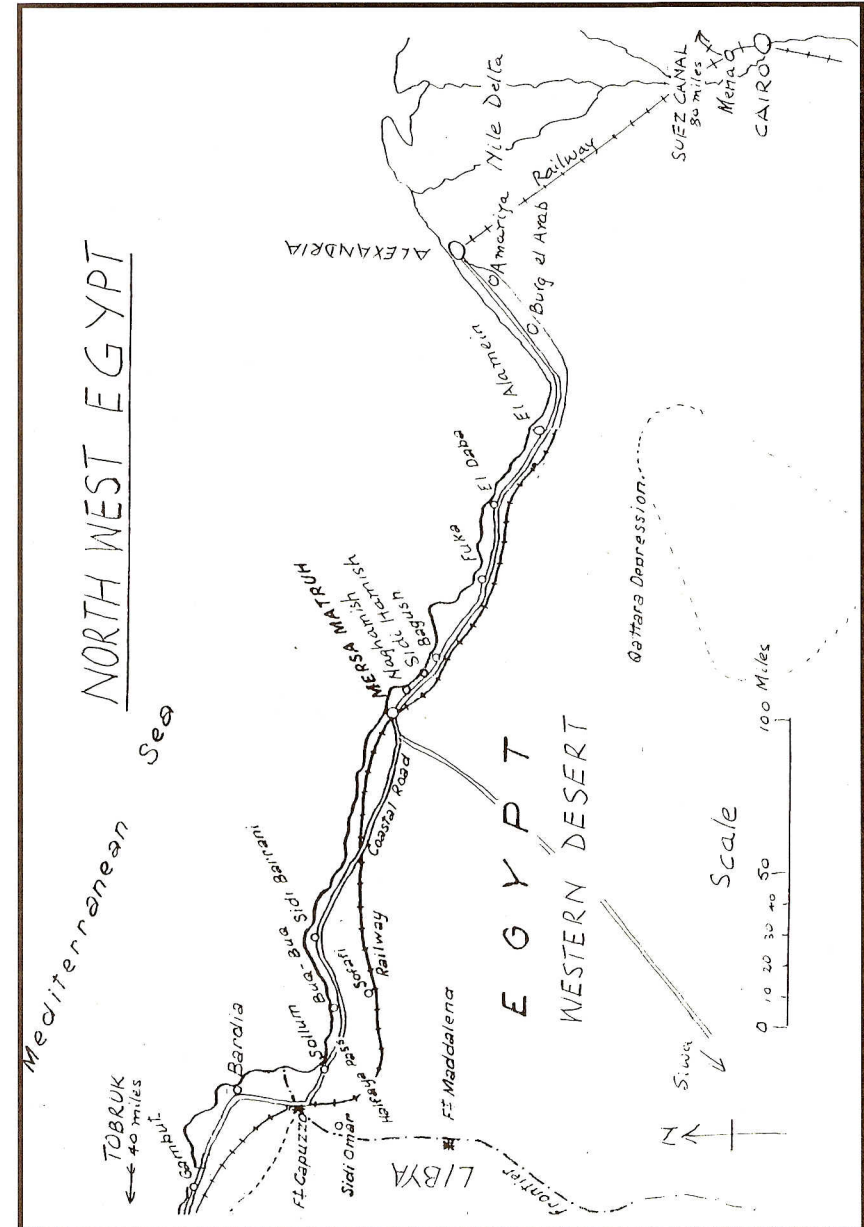 NORTH WEST EGYPT
Mediterranean Sea
TOBRUK
40 miles
Gambut
Bardia
Ft Capuzzo
Sidi Omar
Sollum
Halfaya Pass
Buq-Buq
Sidi Barrani
Sofafi
Railway
Coastal Road
MERSA MATRUH
Naghamish
Sidi Hamish
Bagush
Fuka
El Daba
El Alamein
ALEXANDRIA
Amariya
Burg el Arab
Nile Delta
Railway
SUEZ CANAL
80 miles
Mena
CAIRO
LIBYA
Frontier
Ft Maddalena
EGYPT
WESTERN DESERT
Qattara Depression
Siwa
N
Scale
0 10 20 30 40 50 100 Miles